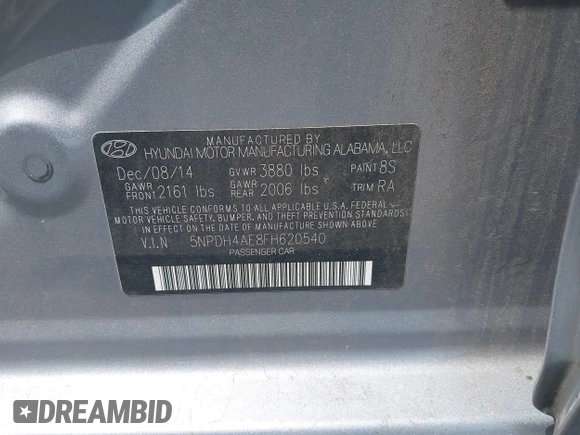 MANUFACTURED BY
HYUNDAI MOTOR MANUFACTURING ALABAMA, LLC
Dec/08/14 GVWR 3880 lbs PAINT 8S
GAWR FRONT 2161 lbs GAWR REAR 2006 lbs TRIM RA
THIS VEHICLE CONFORMS TO ALL APPLICABLE U.S.A. FEDERAL
MOTOR VEHICLE SAFETY, BUMPER, AND THEFT PREVENTION
STANDARDS IN EFFECT ON THE DATE OF MANUFACTURE SHOWN ABOVE
V.I.N 5NPDH4AE8FH620540
PASSENGER CAR
DREAMBID